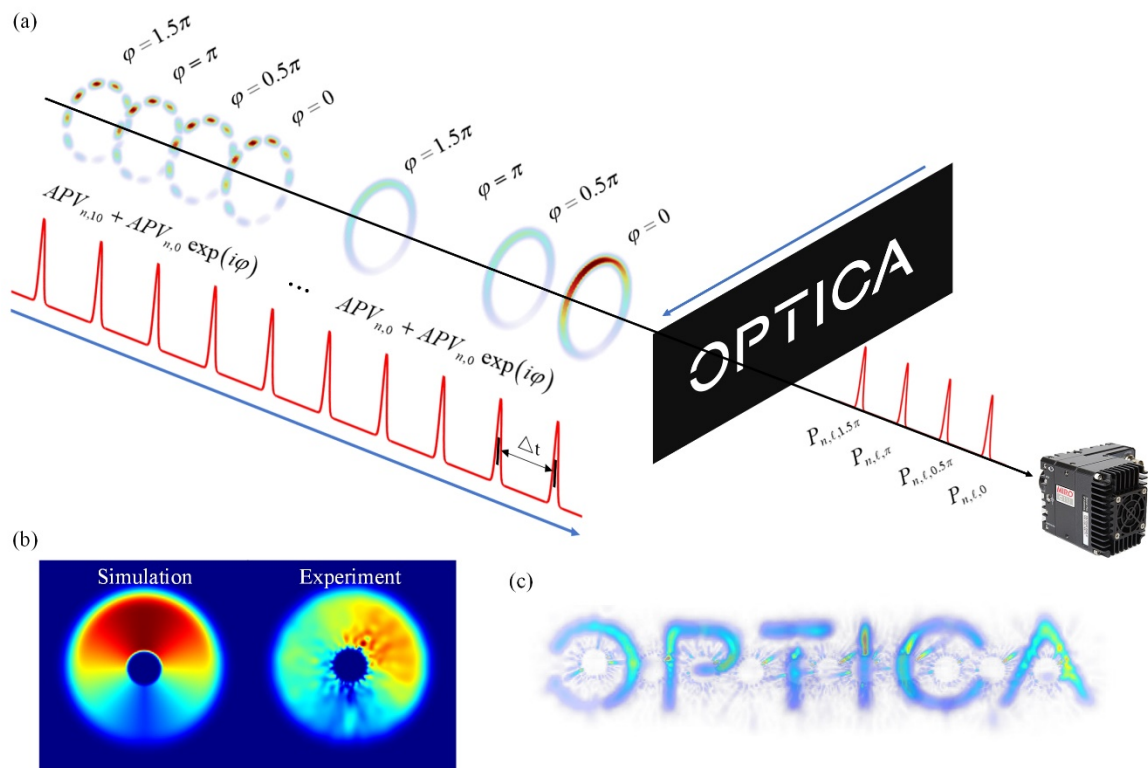 (a)
φ = 1.5π
φ = π
φ = 0.5π
φ = 0
φ = 1.5π
φ = π
φ = 0.5π
φ = 0
APV_{n,10} + APV_{n,0} exp(iφ)
...
APV_{n,0} + APV_{n,0} exp(iφ)
Δt
OPTICA
P_{n,ℓ,1.5π}
P_{n,ℓ,π}
P_{n,ℓ,0.5π}
P_{n,ℓ,0}
(b)
Simulation
Experiment
(c)
OPTICA